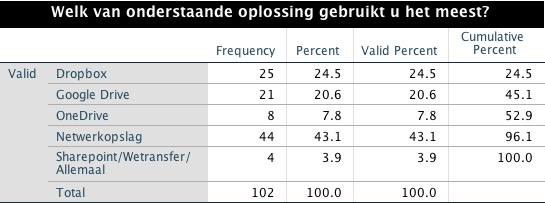 Welk van onderstaande oplossing gebruikt u het meest?
Frequency Percent Valid Percent Cumulative Percent
Valid Dropbox 25 24.5 24.5 24.5
Google Drive 21 20.6 20.6 45.1
OneDrive 8 7.8 7.8 52.9
Netwerkopslag 44 43.1 43.1 96.1
Sharepoint/Wetransfer/ 4 3.9 3.9 100.0
Allemaal
Total 102 100.0 100.0